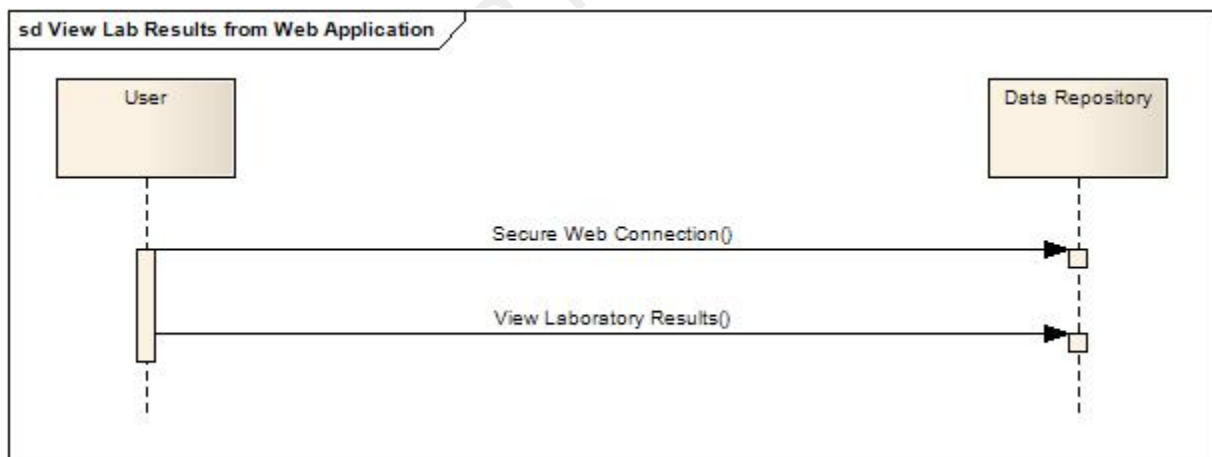 sd View Lab Results from Web Application
User
Data Repository
Secure Web Connection()
View Laboratory Results()